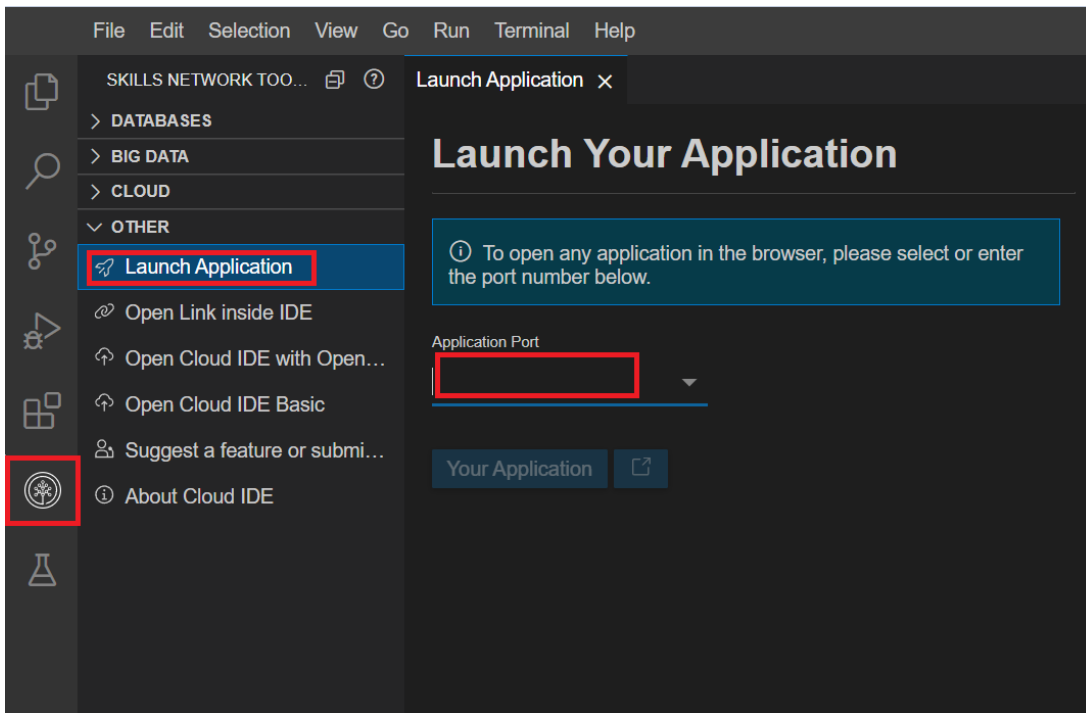 File Edit Selection View Go Run Terminal Help
SKILLS NETWORK TOO...
Launch Application
DATABASES
BIG DATA
CLOUD
OTHER
Launch Application
Open Link inside IDE
Open Cloud IDE with Open...
Open Cloud IDE Basic
Suggest a feature or submi...
About Cloud IDE
Launch Your Application
To open any application in the browser, please select or enter
the port number below.
Application Port
Your Application